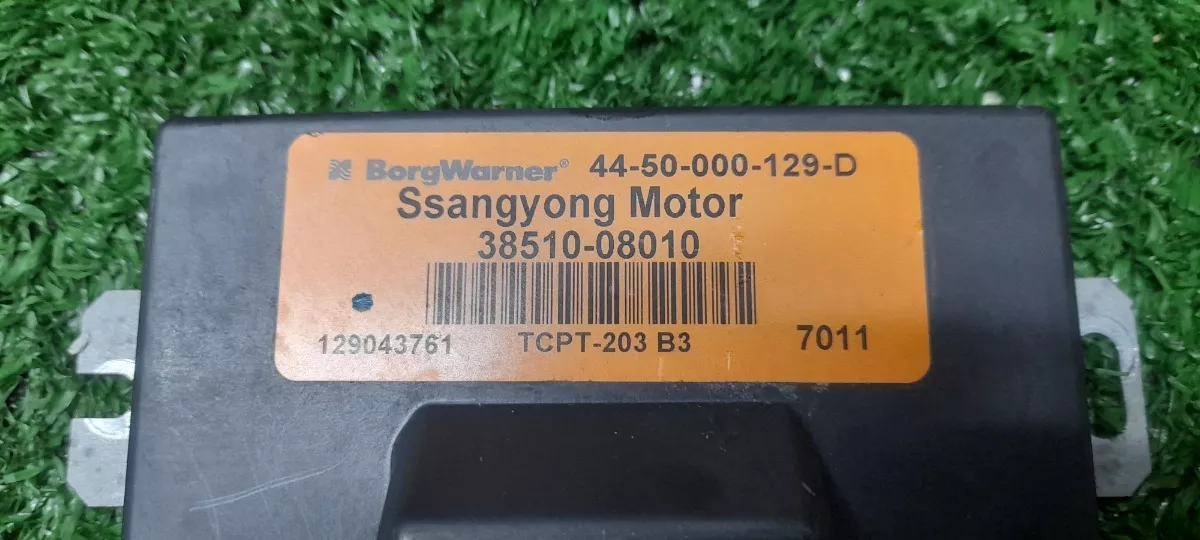 BorgWarner® 44-50-000-129-D
Ssangyong Motor
38510-08010
129043761 TCPT-203 B3 7011